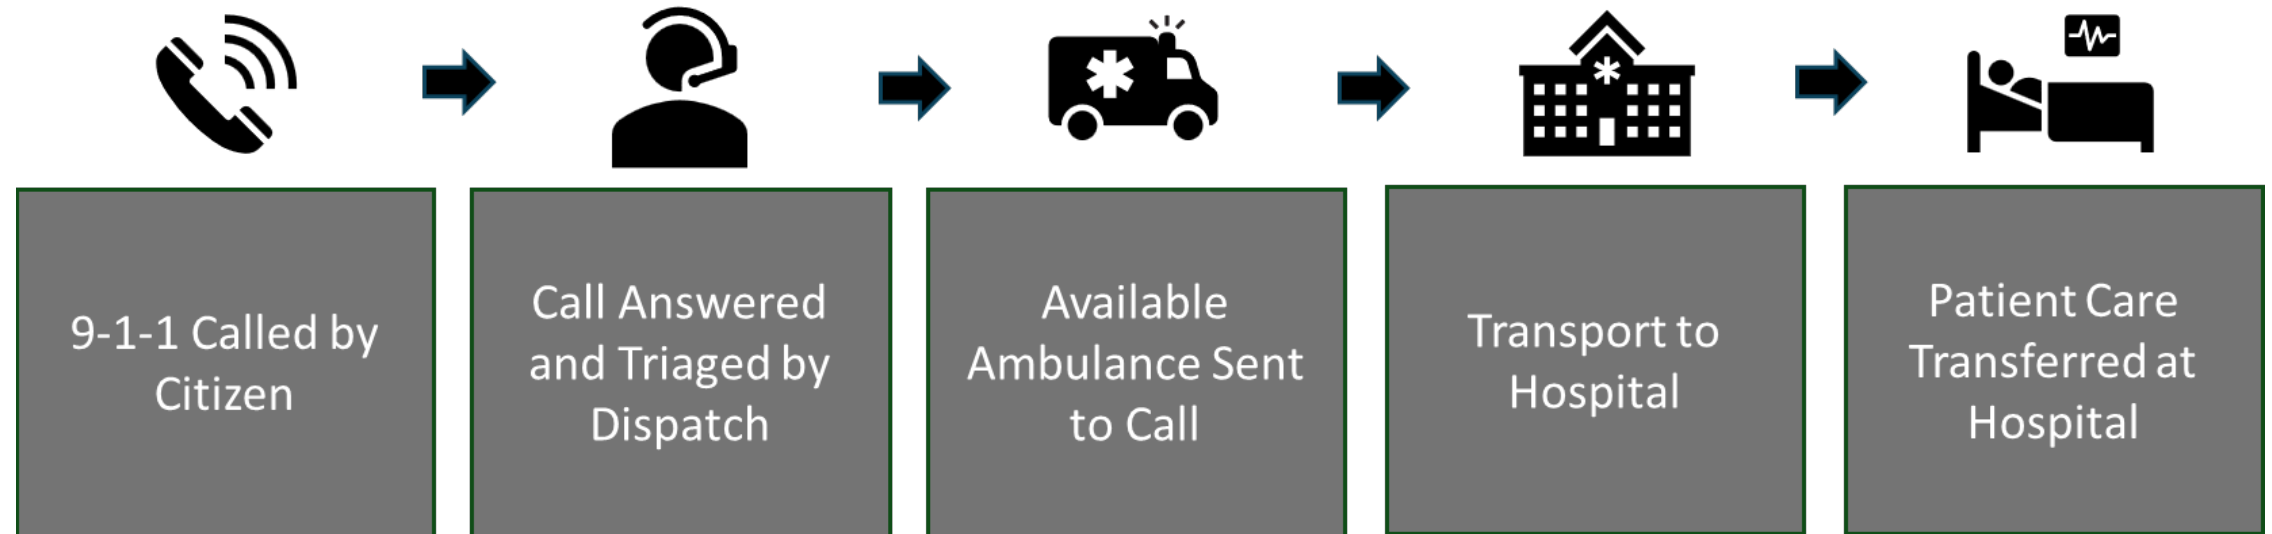 9-1-1 Called by
Citizen
Call Answered
and Triaged by
Dispatch
Available
Ambulance Sent
to Call
Transport to
Hospital
Patient Care
Transferred at
Hospital